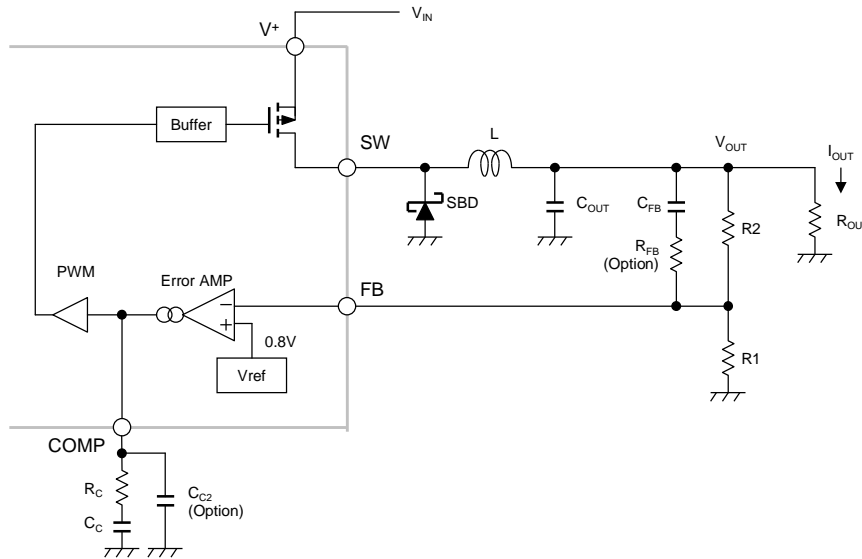 V+
VIN
Buffer
SW
L
VOUT
IOUT
SBD
COUT
CFB
R2
ROU
RFB
(Option)
PWM
Error AMP
FB
0.8V
Vref
R1
COMP
RC
CC2
(Option)
CC